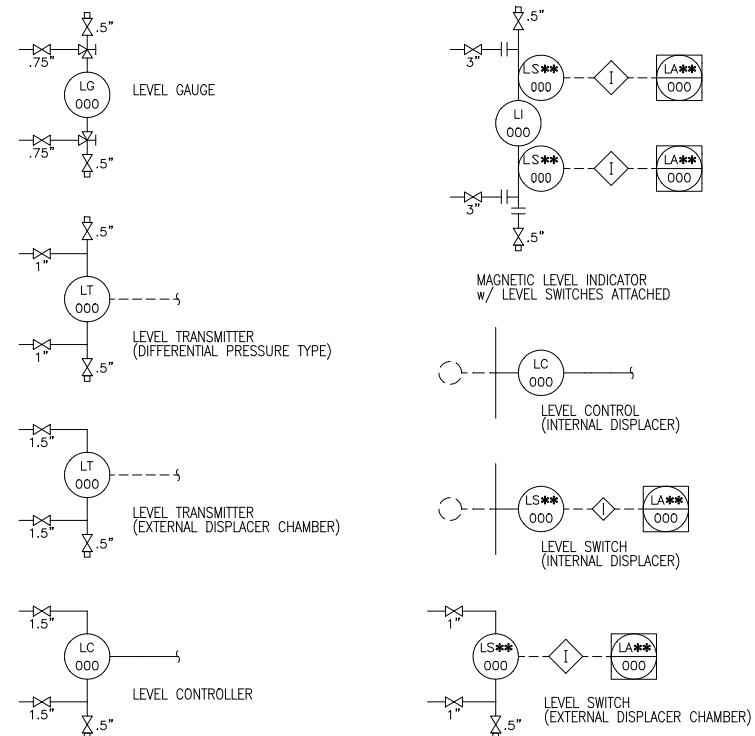 .5”
.75”
LG
000
LEVEL GAUGE
.75”
.5”
.5”
1”
LT
000
LEVEL TRANSMITTER
(DIFFERENTIAL PRESSURE TYPE)
1”
.5”
1.5”
LT
000
LEVEL TRANSMITTER
(EXTERNAL DISPLACER CHAMBER)
1.5”
.5”
1.5”
LC
000
LEVEL CONTROLLER
1.5”
.5”
.5”
3”
LS** I LA**
000 000
LI
000
LS** I LA**
000 000
3”
.5”
MAGNETIC LEVEL INDICATOR
w/ LEVEL SWITCHES ATTACHED
LC
000
LEVEL CONTROL
(INTERNAL DISPLACER)
LS** I LA**
000 000
LEVEL SWITCH
(INTERNAL DISPLACER)
1”
LS** I LA**
000 000
1”
.5”
LEVEL SWITCH
(EXTERNAL DISPLACER CHAMBER)